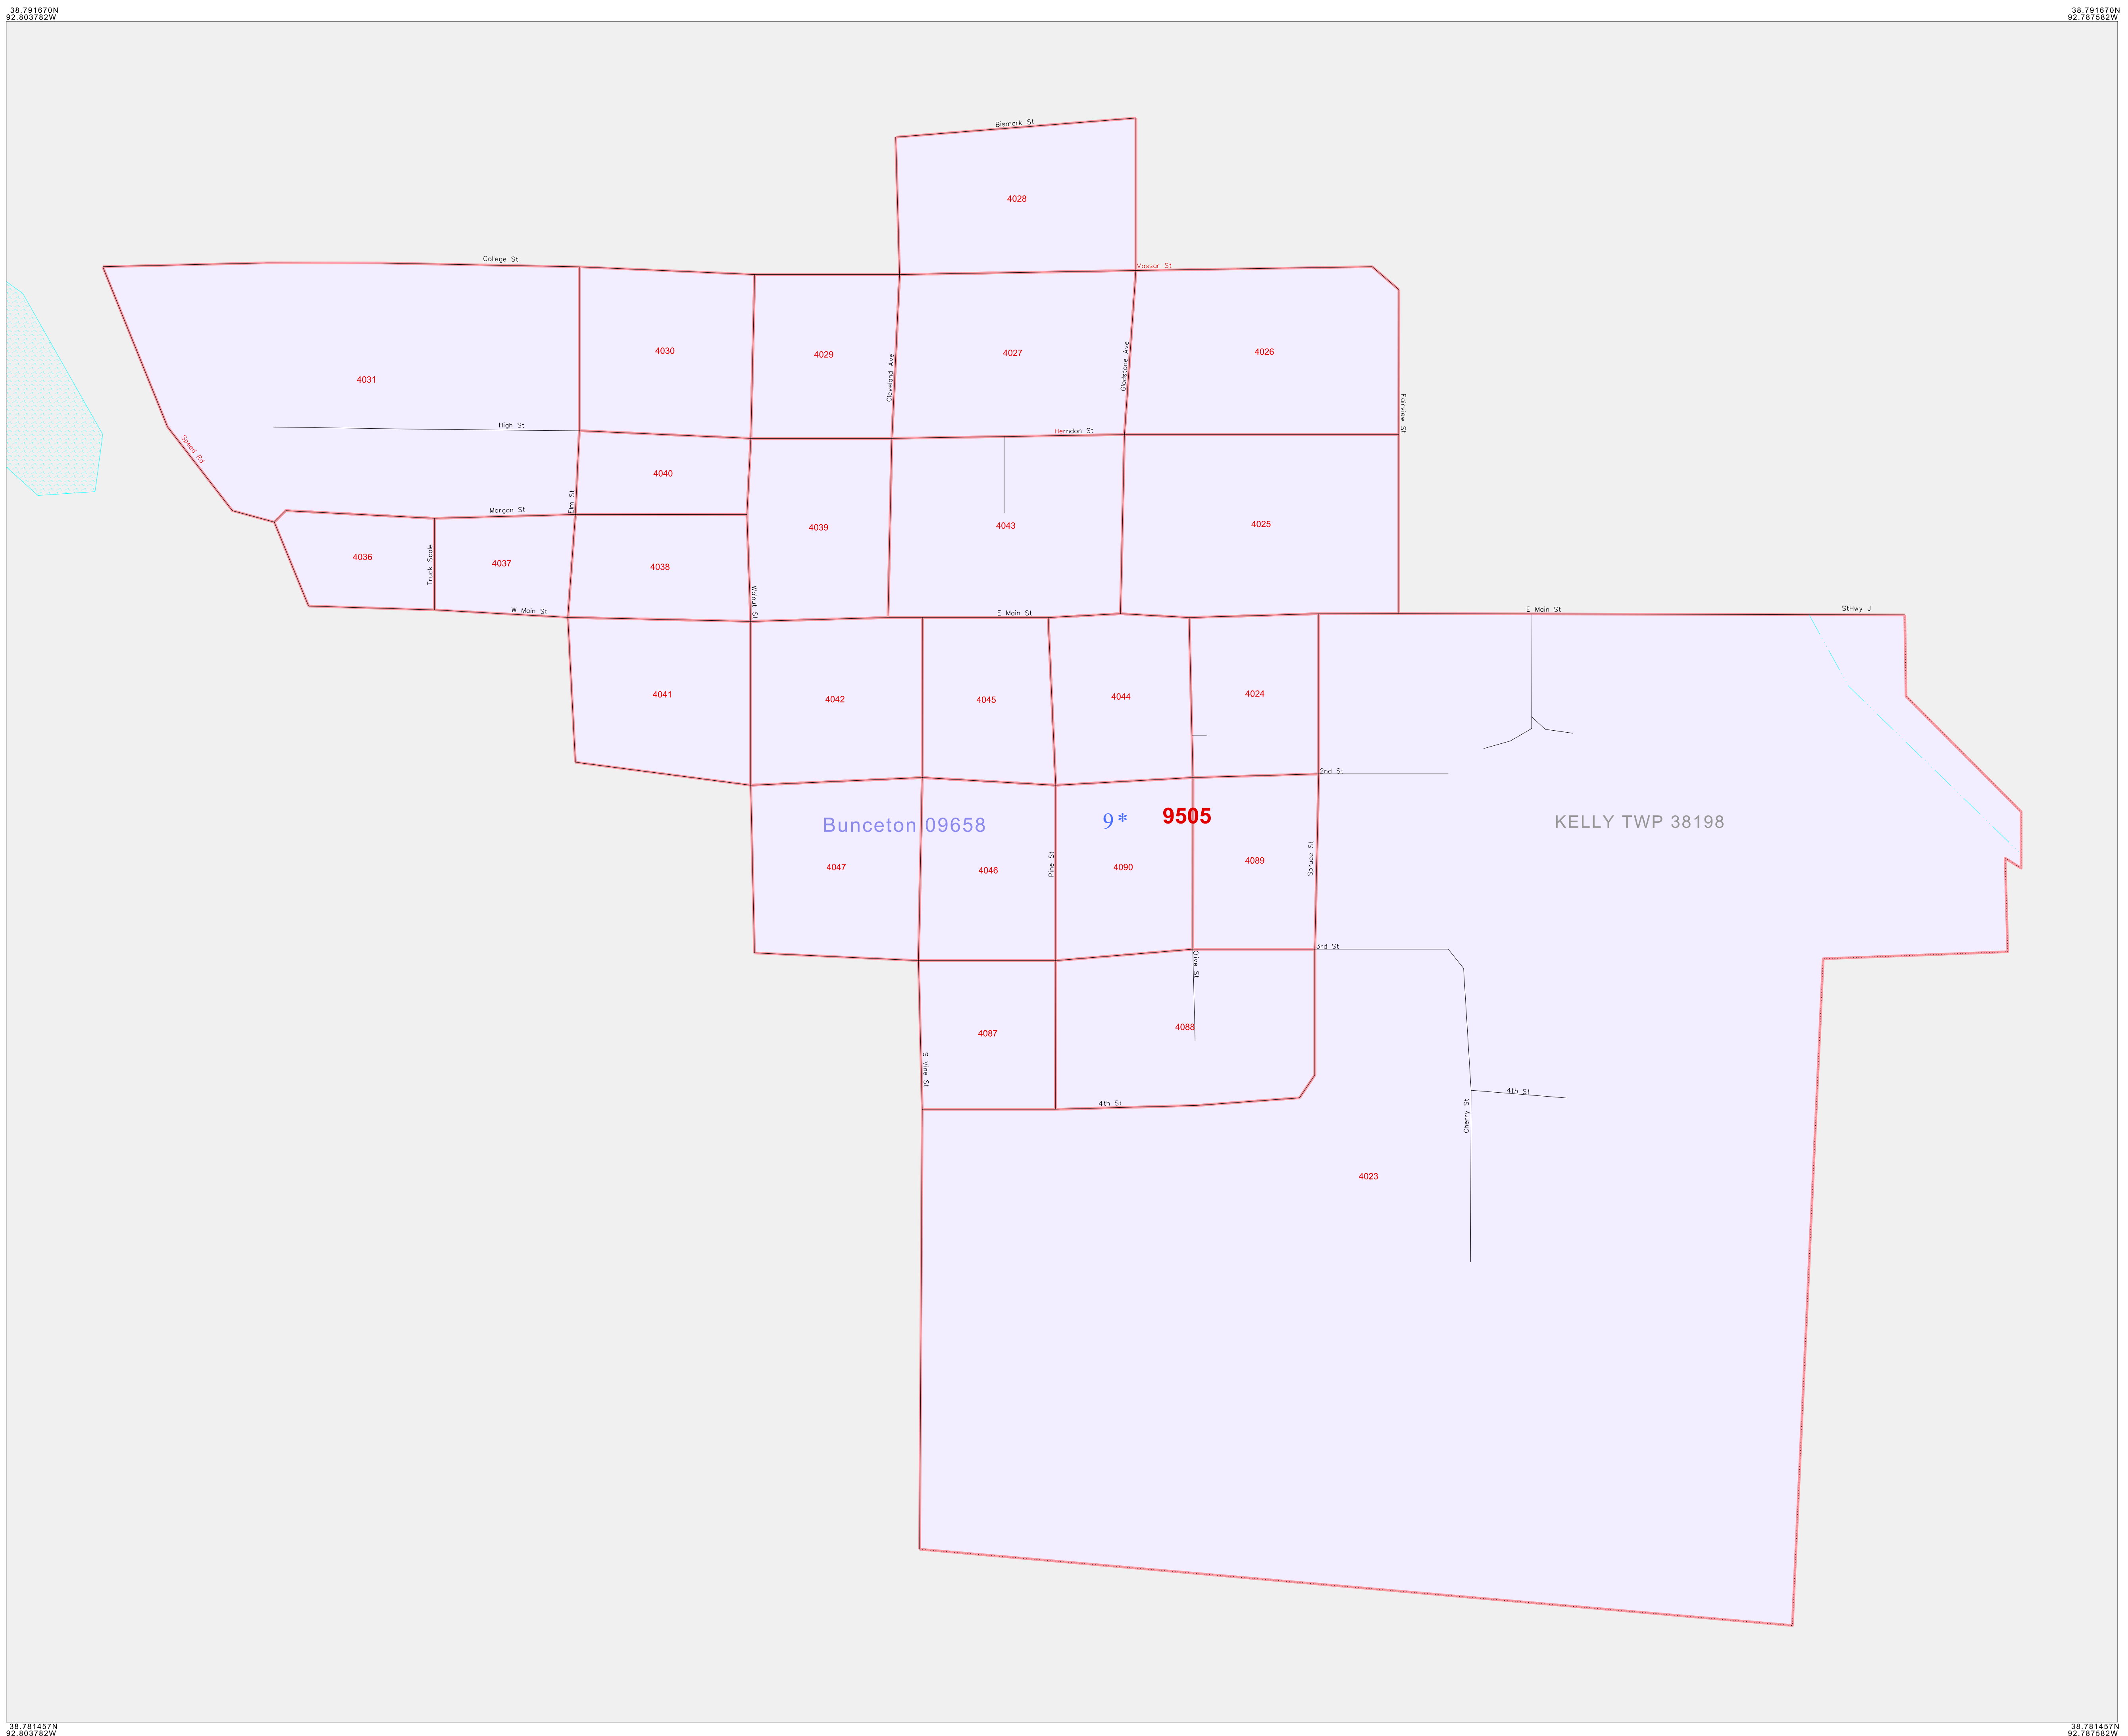 38.791670N
92.803782W
38.791670N
92.787582W
Bismark St
4028
College St
Vassar St
4030
4029
4027
4026
4031
Cleveland Ave
Gladstone Ave
Fairview St
High St
Herndon St
Speed Rd
4040
Elm St
Morgan St
4039
4043
4025
4036
Truck Scale
4037
4038
Walnut St
W Main St
E Main St
E Main St
StHwy J
4041
4042
4045
4044
4024
2nd St
Bunceton 09658
9*
9505
KELLY TWP 38198
4047
4046
Pine St
4090
4089
Spruce St
3rd St
Olive St
4087
4088
S Vine St
4th St
4th St
Cherry St
4023
38.781457N
92.803782W
38.781457N
92.787582W